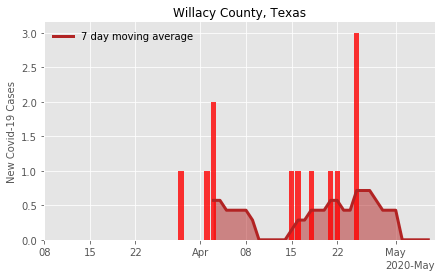 Willacy County, Texas
7 day moving average
New Covid-19 Cases
3.0
2.5
2.0
1.5
1.0
0.5
0.0
08 15 22 Apr 08 15 22 May
2020-May